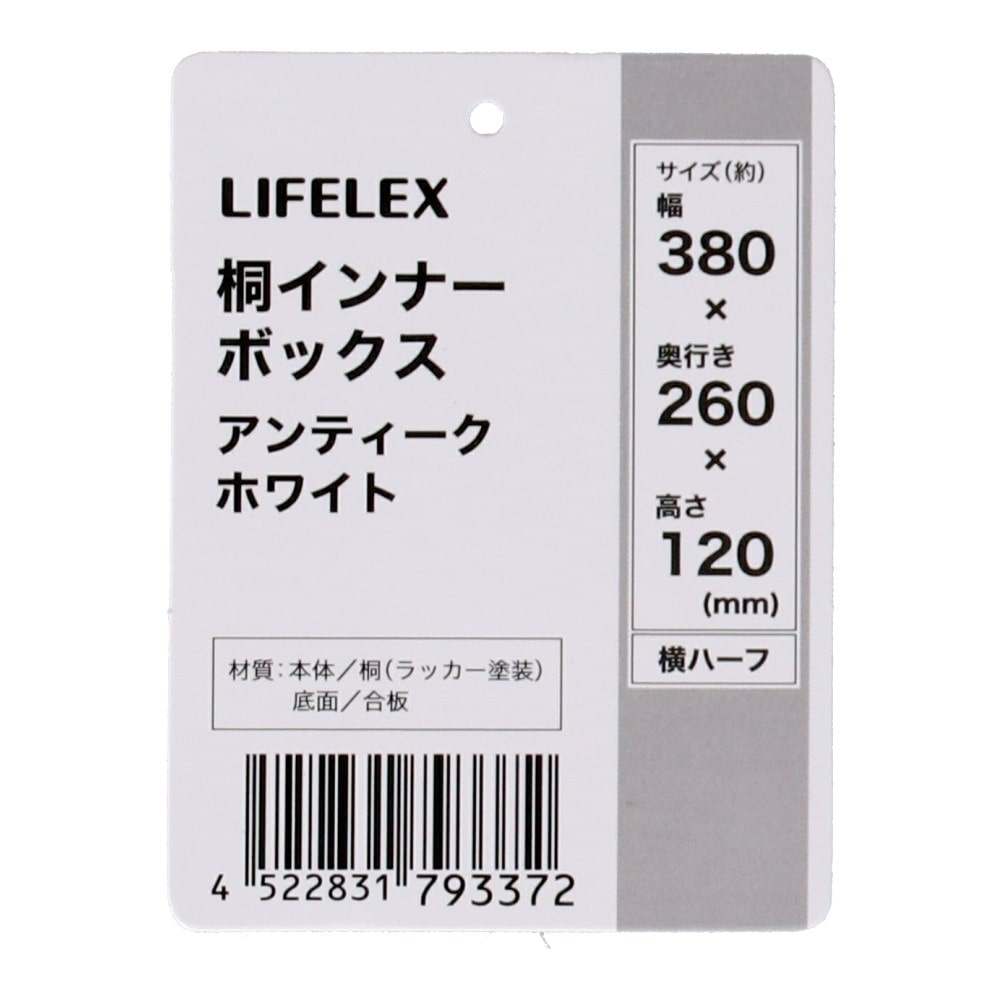 LIFELEX
桐インナー
ボックス
アンティーク
ホワイト
材質:本体/桐(ラッカー塗装)
底面/合板
4 522831 793372
サイズ(約)
幅
380
×
奥行き
260
×
高さ
120
(mm)
横ハーフ